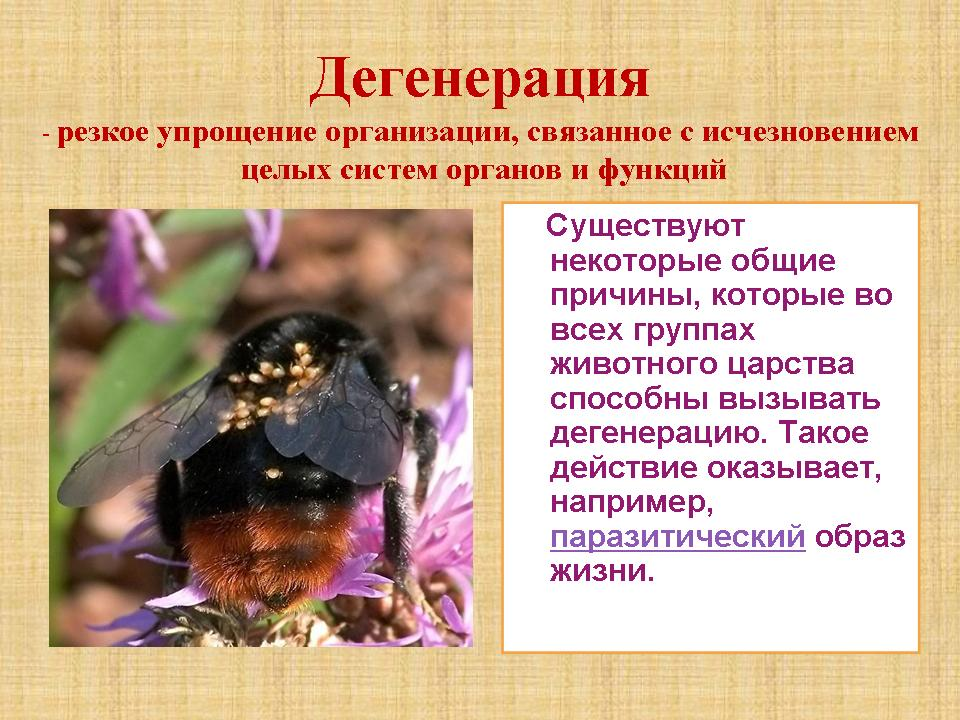 Дегенерация
- резкое упрощение организации, связанное с исчезновением
целых систем органов и функций
Существуют
некоторые общие
причины, которые во
всех группах
животного царства
способны вызывать
дегенерацию. Такое
действие оказывает,
например,
паразитический образ
жизни.